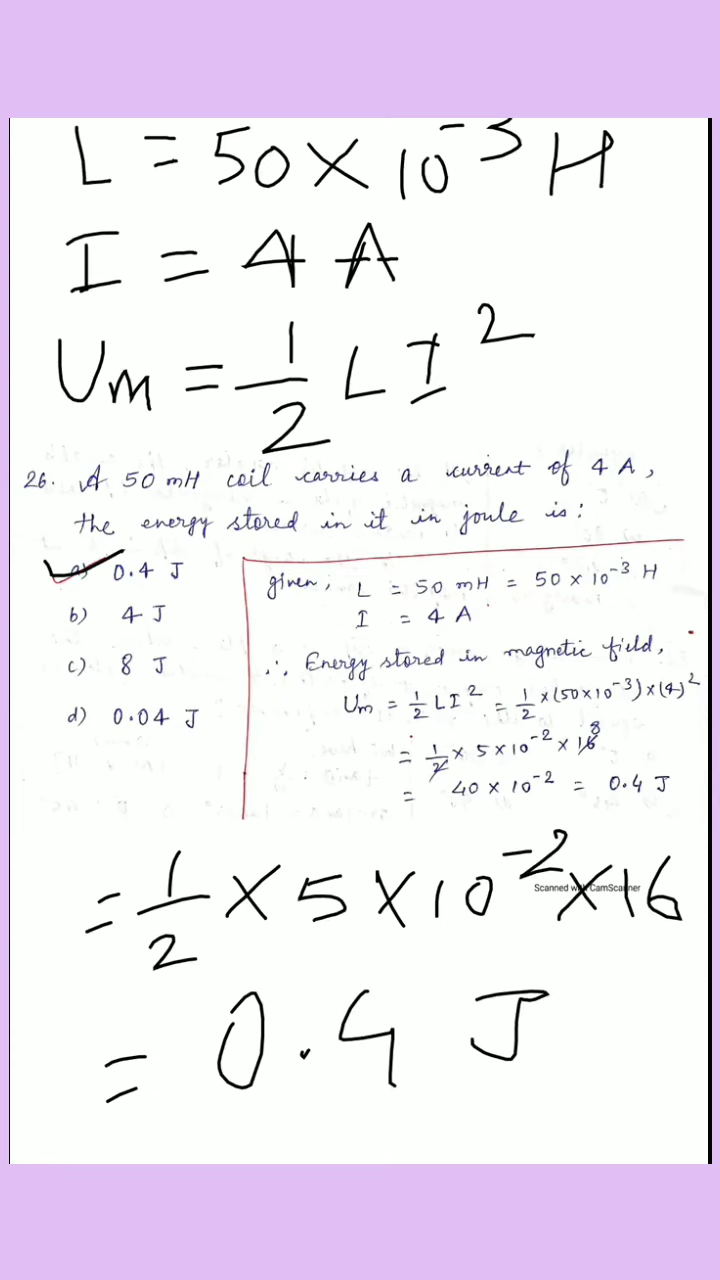 L = 50 × 10⁻³ H
I = 4 A
Um = 1/2 L I²
26. A 50 mH coil carries a current of 4 A,
the energy stored in it in joule is:
a) 0.4 J
b) 4 J
c) 8 J
d) 0.04 J
given, L = 50 mH = 50 × 10⁻³ H
I = 4 A
∴ Energy stored in magnetic field,
Um = 1/2 LI² = 1/2 × (50×10⁻³) × (4)²
= 1/2 × 5 × 10⁻² × 16 8
= 40 × 10⁻² = 0.4 J
= 1/2 × 5 × 10⁻² × 16
Scanned with CamScanner
= 0.4 J